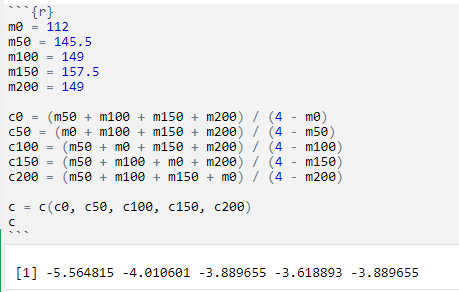 ```{r}
m0 = 112
m50 = 145.5
m100 = 149
m150 = 157.5
m200 = 149
c0 = (m50 + m100 + m150 + m200) / (4 - m0)
c50 = (m0 + m100 + m150 + m200) / (4 - m50)
c100 = (m50 + m0 + m150 + m200) / (4 - m100)
c150 = (m50 + m100 + m0 + m200) / (4 - m150)
c200 = (m50 + m100 + m150 + m0) / (4 - m200)
c = c(c0, c50, c100, c150, c200)
c
```
[1] -5.564815 -4.010601 -3.889655 -3.618893 -3.889655